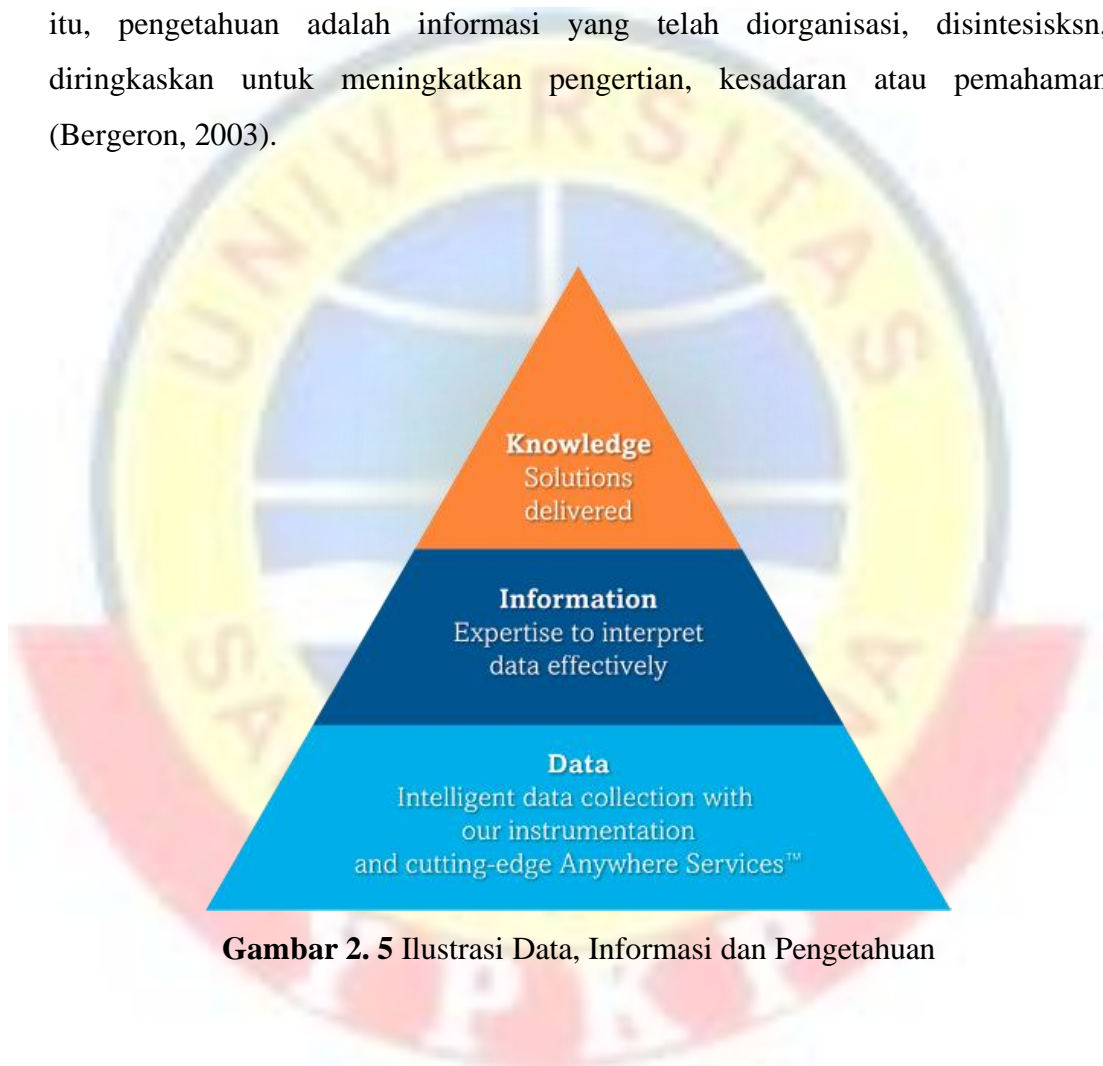 itu, pengetahuan adalah informasi yang telah diorganisasi, disintesisksn,
diringkaskan untuk meningkatkan pengertian, kesadaran atau pemahaman
(Bergeron, 2003).
UNIVERSITAS
Knowledge
Solutions
delivered
Information
Expertise to interpret
data effectively
Data
Intelligent data collection with
our instrumentation
and cutting-edge Anywhere Services™
Gambar 2. 5 Ilustrasi Data, Informasi dan Pengetahuan
YPKP